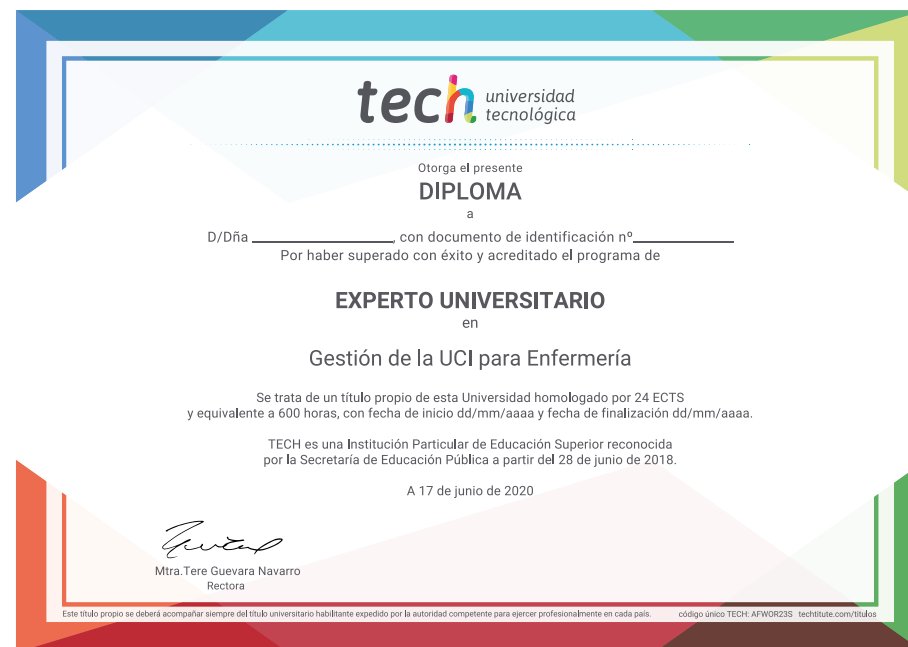 tech universidad
tecnológica
Otorga el presente
DIPLOMA
a
D/Dña ____________________, con documento de identificación nº______________
Por haber superado con éxito y acreditado el programa de
EXPERTO UNIVERSITARIO
en
Gestión de la UCI para Enfermería
Se trata de un título propio de esta Universidad homologado por 24 ECTS
y equivalente a 600 horas, con fecha de inicio dd/mm/aaaa y fecha de finalización dd/mm/aaaa.
TECH es una Institución Particular de Educación Superior reconocida
por la Secretaría de Educación Pública a partir del 28 de junio de 2018.
A 17 de junio de 2020
Mtra.Tere Guevara Navarro
Rectora
Este título propio se deberá acompañar siempre del título universitario habilitante expedido por la autoridad competente para ejercer profesionalmente en cada país. código único TECH: AFWOR23S techtitute.com/titulos